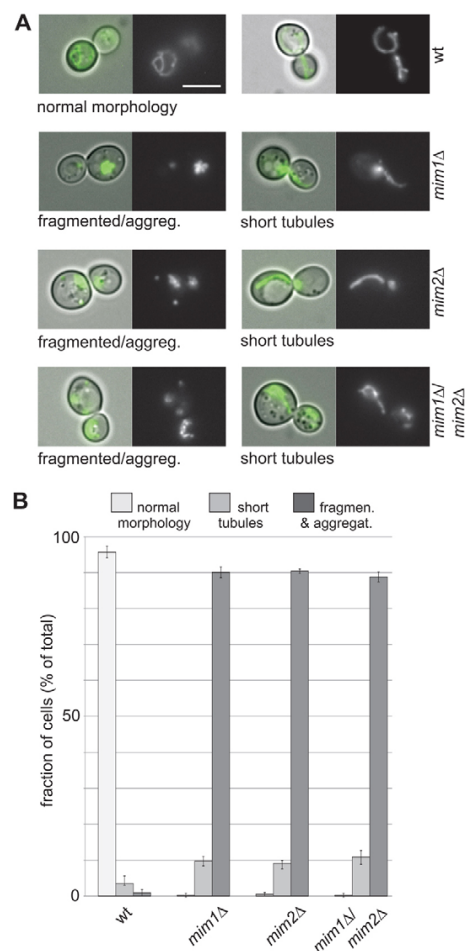 A
wt
normal morphology
mim1Δ
fragmented/aggreg. short tubules
mim2Δ
fragmented/aggreg. short tubules
mim1Δ/
mim2Δ
fragmented/aggreg. short tubules
B
normal morphology
short tubules
fragmen. & aggregat.
fraction of cells (% of total)
100
50
0
wt
mim1Δ
mim2Δ
mim1Δ/
mim2Δ